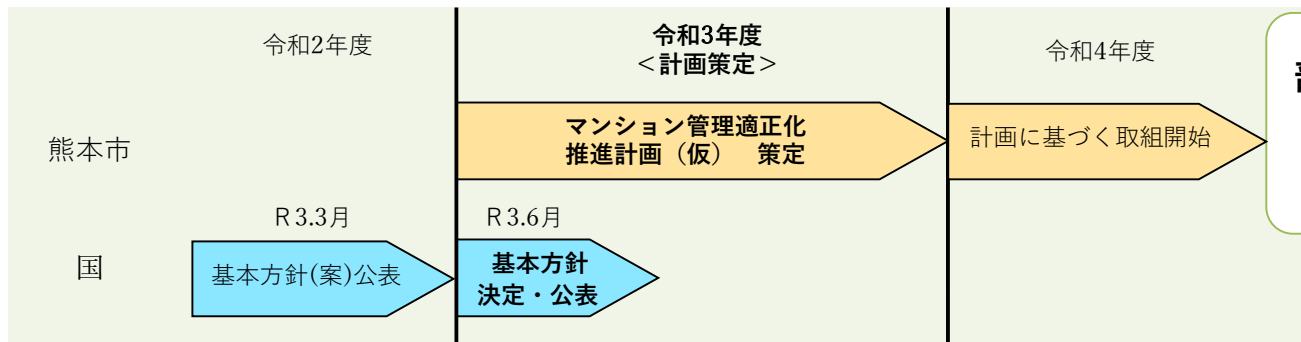 令和2年度
令和3年度
<計画策定>
令和4年度
熊本市
マンション管理適正化
推進計画（仮）　策定
計画に基づく取組開始
R3.3月
R3.6月
国
基本方針(案)公表
基本方針
決定・公表